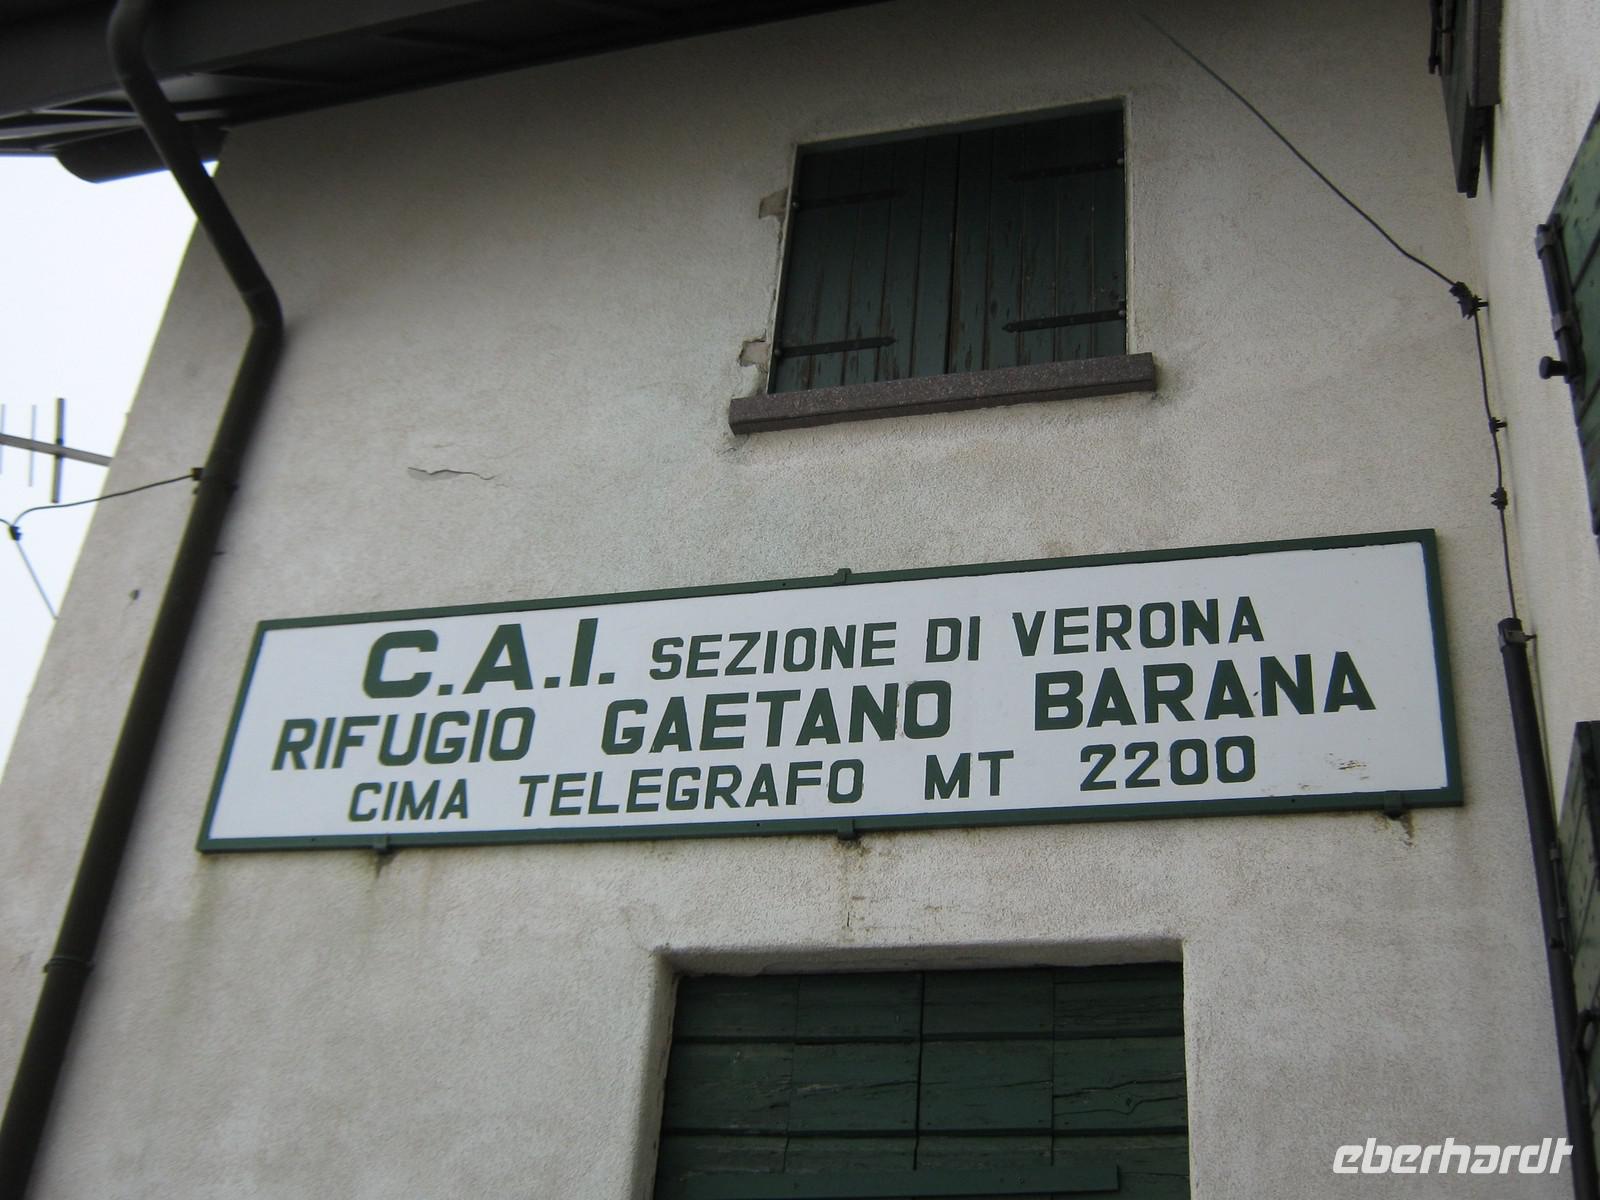 C.A.I. SEZIONE DI VERONA
RIFUGIO GAETANO BARANA
CIMA TELEGRAFO MT 2200
eberhardt